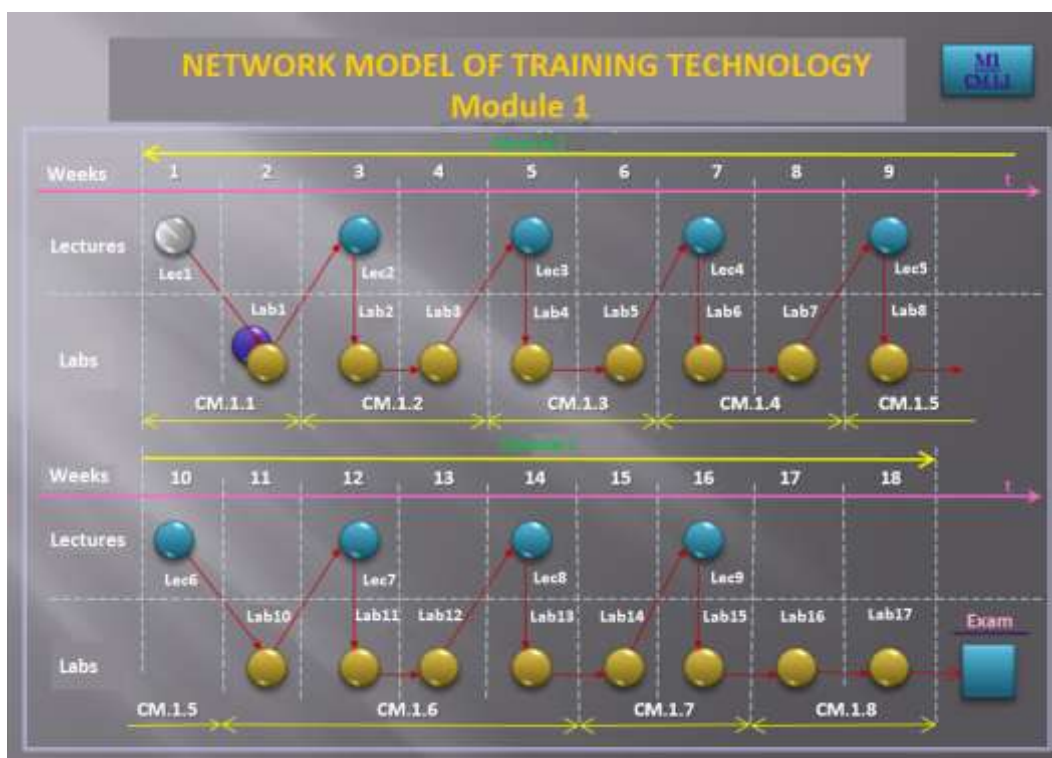 NETWORK MODEL OF TRAINING TECHNOLOGY
Module 1
M1
CM.1.1
Weeks 1 2 3 4 5 6 7 8 9 t
Lectures
Lec1 Lec2 Lec3 Lec4 Lec5
Lab1 Lab2 Lab3 Lab4 Lab5 Lab6 Lab7 Lab8
Labs
CM.1.1 CM.1.2 CM.1.3 CM.1.4 CM.1.5
Weeks 10 11 12 13 14 15 16 17 18 t
Lectures
Lec6 Lec7 Lec8 Lec9
Lab10 Lab11 Lab12 Lab13 Lab14 Lab15 Lab16 Lab17 Exam
Labs
CM.1.5 CM.1.6 CM.1.7 CM.1.8